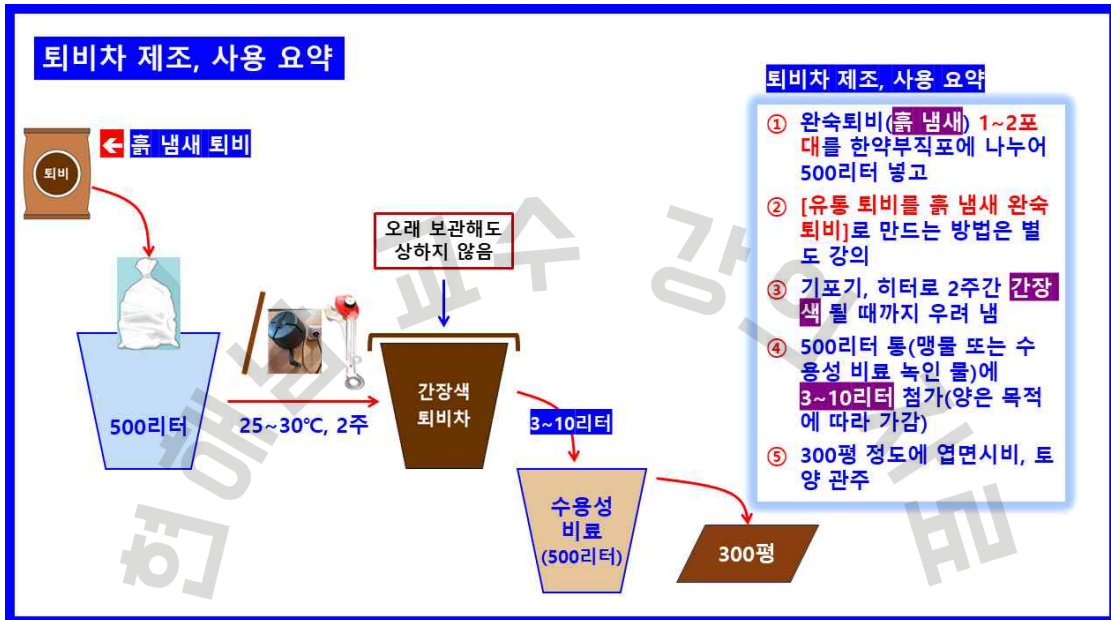 퇴비차 제조, 사용 요약
← 흙 냄새 퇴비
퇴비
500리터
25~30℃, 2주
오래 보관해도
상하지 않음
간장색
퇴비차
3~10리터
수용성
비료
(500리터)
300평
퇴비차 제조, 사용 요약
① 완숙퇴비(흙 냄새) 1~2포
대를 한약부직포에 나누어
500리터 넣고
② [유통 퇴비를 흙 냄새 완숙
퇴비]로 만드는 방법은 별
도 강의
③ 기포기, 히터로 2주간 간장
색 될 때까지 우려 냄
④ 500리터 통(맹물 또는 수
용성 비료 녹인 물)에
3~10리터 첨가(양은 목적
에 따라 가감)
⑤ 300평 정도에 엽면시비, 토
양 관주
현해남 교수 강의 자료